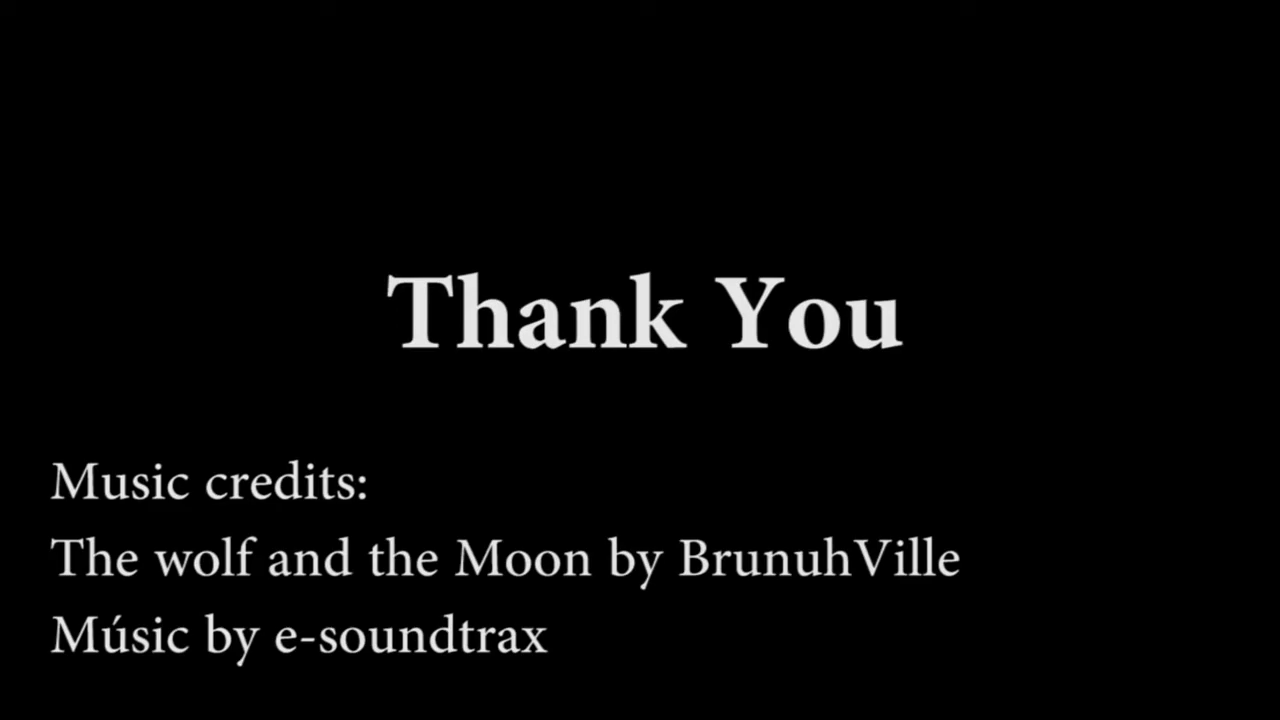 Thank You
Music credits:
The wolf and the Moon by BrunuhVille
Músic by e-soundtrax